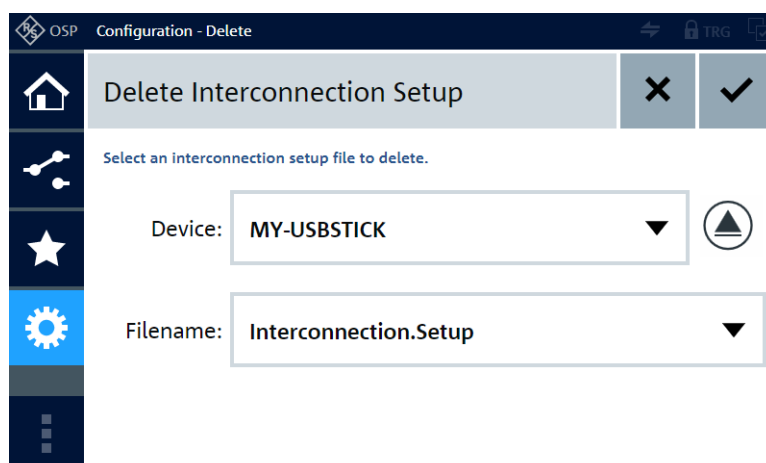 R&S OSP Configuration - Delete TRG
Delete Interconnection Setup
Select an interconnection setup file to delete.
Device: MY-USBSTICK
Filename: Interconnection.Setup